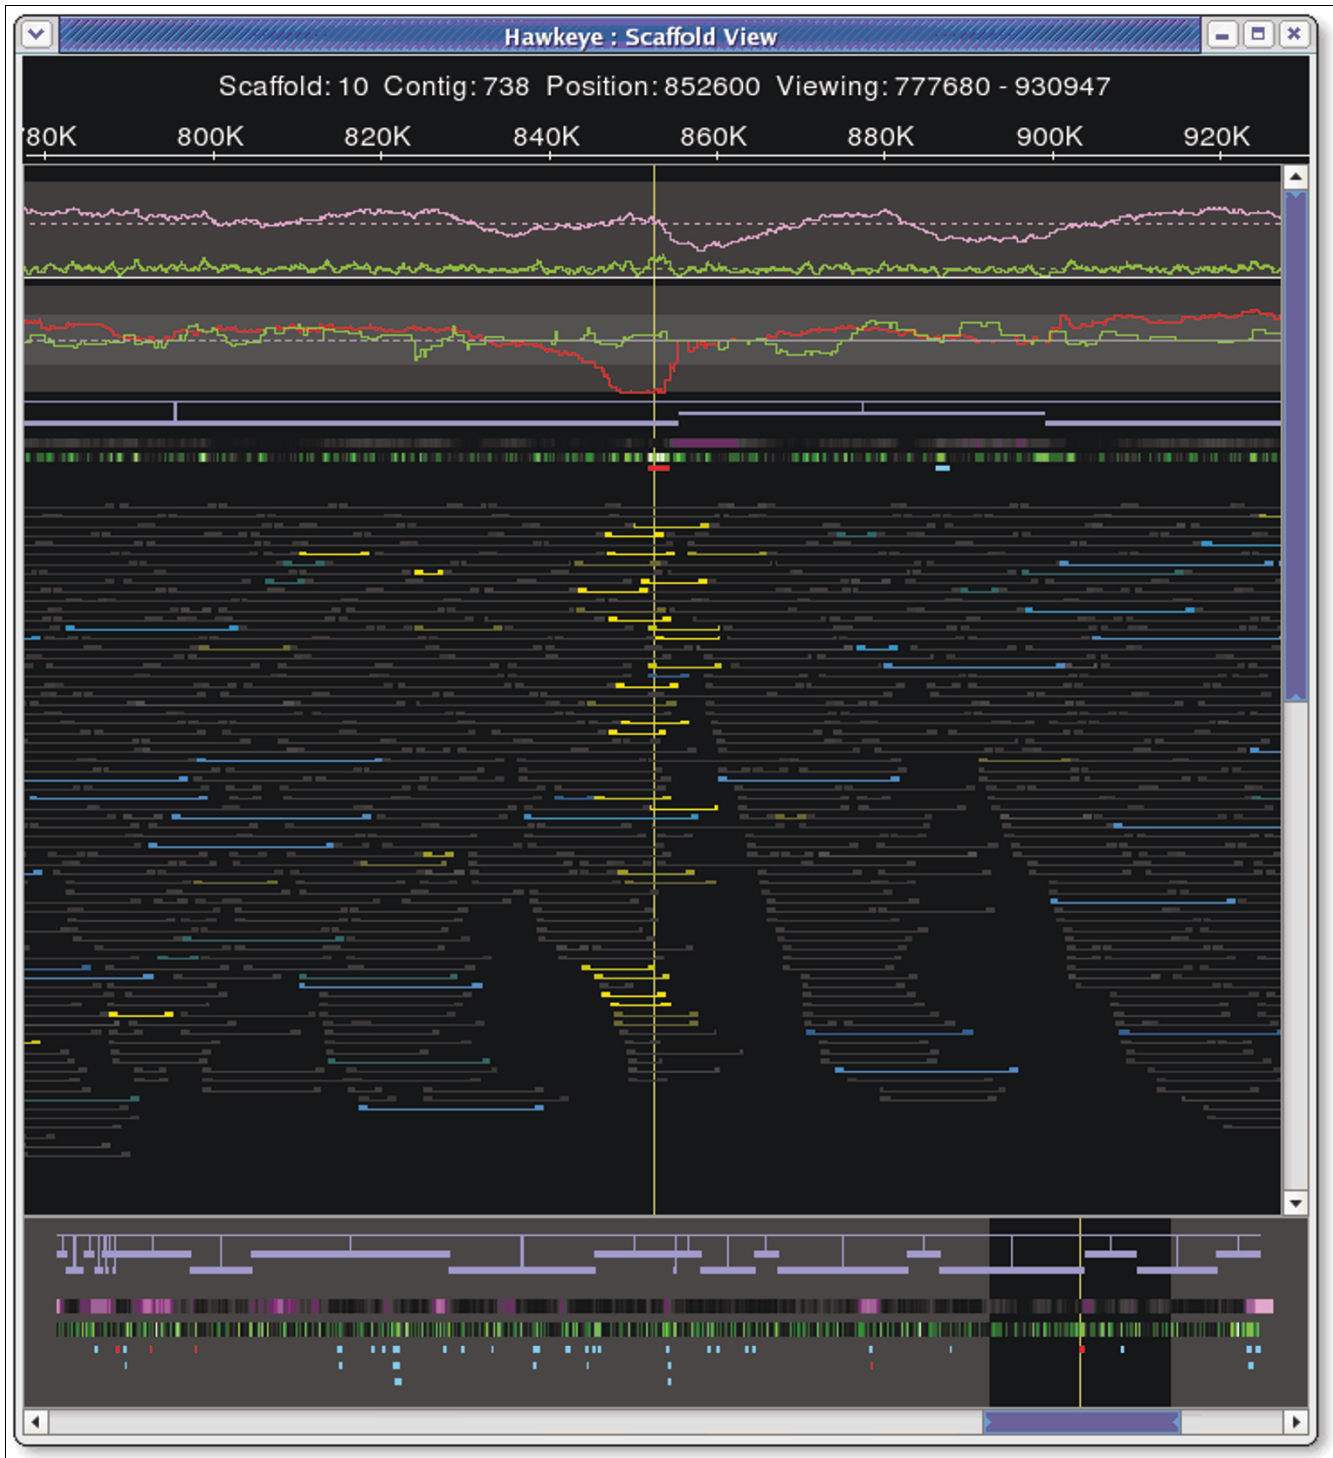 Hawkeye : Scaffold View
Scaffold: 10 Contig: 738 Position: 852600 Viewing: 777680 - 930947
80K 800K 820K 840K 860K 880K 900K 920K